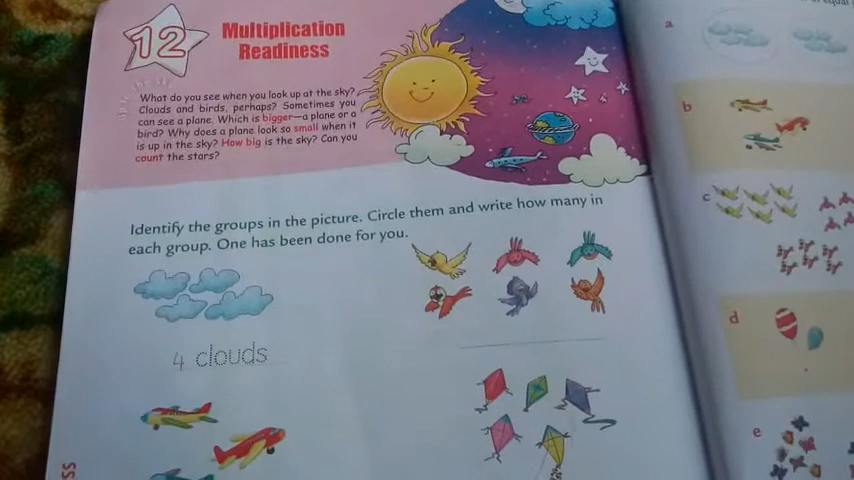 12
Multiplication
Readiness
What do you see when you look up at the sky?
Clouds and birds, perhaps? Sometimes you
can see a plane. Which is bigger—a plane or a
bird? Why does a plane look so small when it
is up in the sky? How big is the sky? Can you
count the stars?
Identify the groups in the picture. Circle them and write how many in
each group. One has been done for you.
4 clouds
ss
a
b
c
d
e